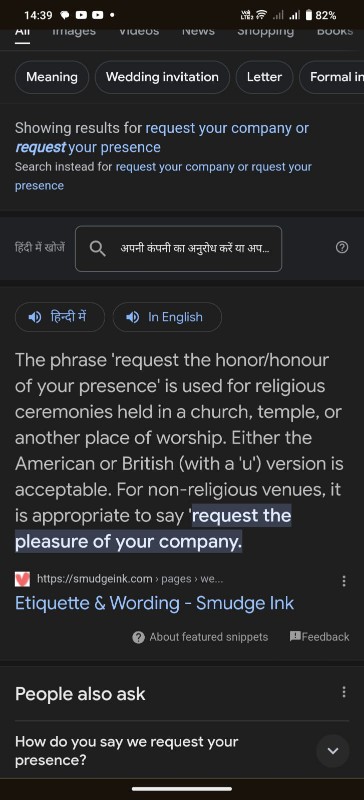 14:39 82%
All Images Videos News Shopping Books
Meaning Wedding invitation Letter Formal in
Showing results for request your company or
request your presence
Search instead for request your company or rquest your
presence
हिंदी में खोजें अपनी कंपनी का अनुरोध करें या अप...
हिन्दी में In English
The phrase 'request the honor/honour
of your presence' is used for religious
ceremonies held in a church, temple, or
another place of worship. Either the
American or British (with a 'u') version is
acceptable. For non-religious venues, it
is appropriate to say 'request the
pleasure of your company.
https://smudgeink.com › pages › we...
Etiquette & Wording - Smudge Ink
About featured snippets Feedback
People also ask
How do you say we request your
presence?